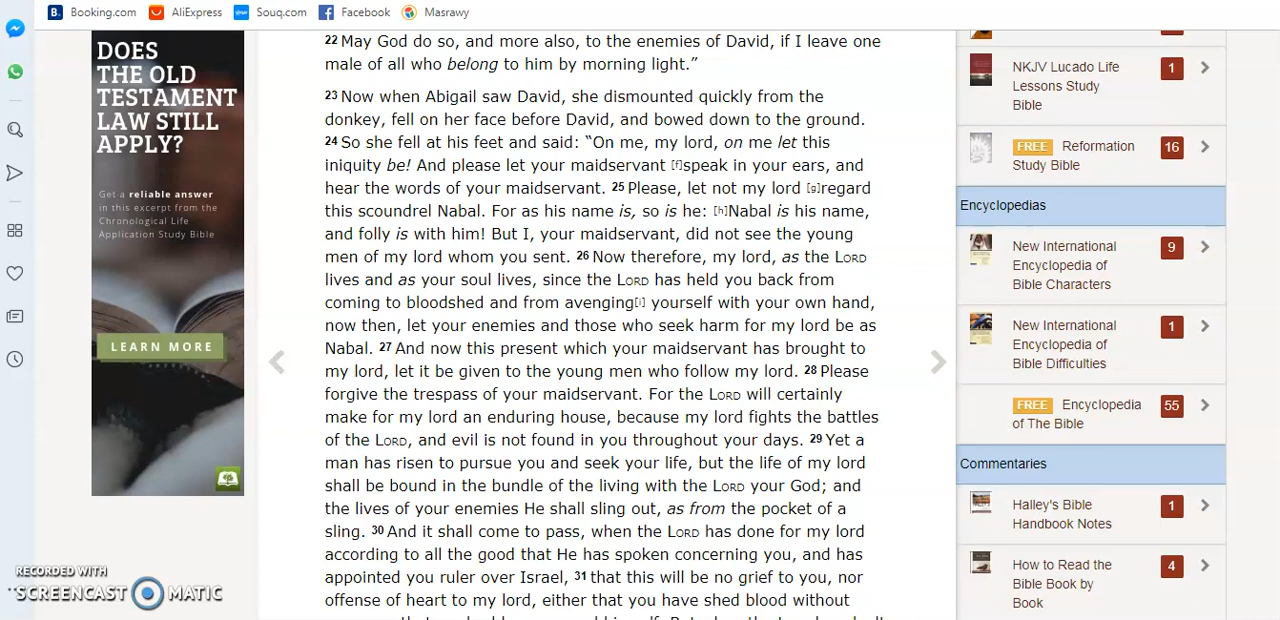 Booking.com AliExpress Souq.com Facebook Masrawy
DOES
THE OLD
TESTAMENT
LAW STILL
APPLY?
Get a reliable answer
in this excerpt from the
Chronological Life
Application Study Bible
LEARN MORE
RECORDED WITH
SCREENCAST MATIC
22 May God do so, and more also, to the enemies of David, if I leave one
male of all who belong to him by morning light.”
23 Now when Abigail saw David, she dismounted quickly from the
donkey, fell on her face before David, and bowed down to the ground.
24 So she fell at his feet and said: “On me, my lord, on me let this
iniquity be! And please let your maidservant [f]speak in your ears, and
hear the words of your maidservant. 25 Please, let not my lord [g]regard
this scoundrel Nabal. For as his name is, so is he: [h]Nabal is his name,
and folly is with him! But I, your maidservant, did not see the young
men of my lord whom you sent. 26 Now therefore, my lord, as the LORD
lives and as your soul lives, since the LORD has held you back from
coming to bloodshed and from avenging[i] yourself with your own hand,
now then, let your enemies and those who seek harm for my lord be as
Nabal. 27 And now this present which your maidservant has brought to
my lord, let it be given to the young men who follow my lord. 28 Please
forgive the trespass of your maidservant. For the LORD will certainly
make for my lord an enduring house, because my lord fights the battles
of the LORD, and evil is not found in you throughout your days. 29 Yet a
man has risen to pursue you and seek your life, but the life of my lord
shall be bound in the bundle of the living with the LORD your God; and
the lives of your enemies He shall sling out, as from the pocket of a
sling. 30 And it shall come to pass, when the LORD has done for my lord
according to all the good that He has spoken concerning you, and has
appointed you ruler over Israel, 31 that this will be no grief to you, nor
offense of heart to my lord, either that you have shed blood without
NKJV Lucado Life 1
Lessons Study
Bible
FREE Reformation 16
Study Bible
Encyclopedias
New International 9
Encyclopedia of
Bible Characters
New International 1
Encyclopedia of
Bible Difficulties
FREE Encyclopedia 55
of The Bible
Commentaries
Halley's Bible 1
Handbook Notes
How to Read the 4
Bible Book by
Book